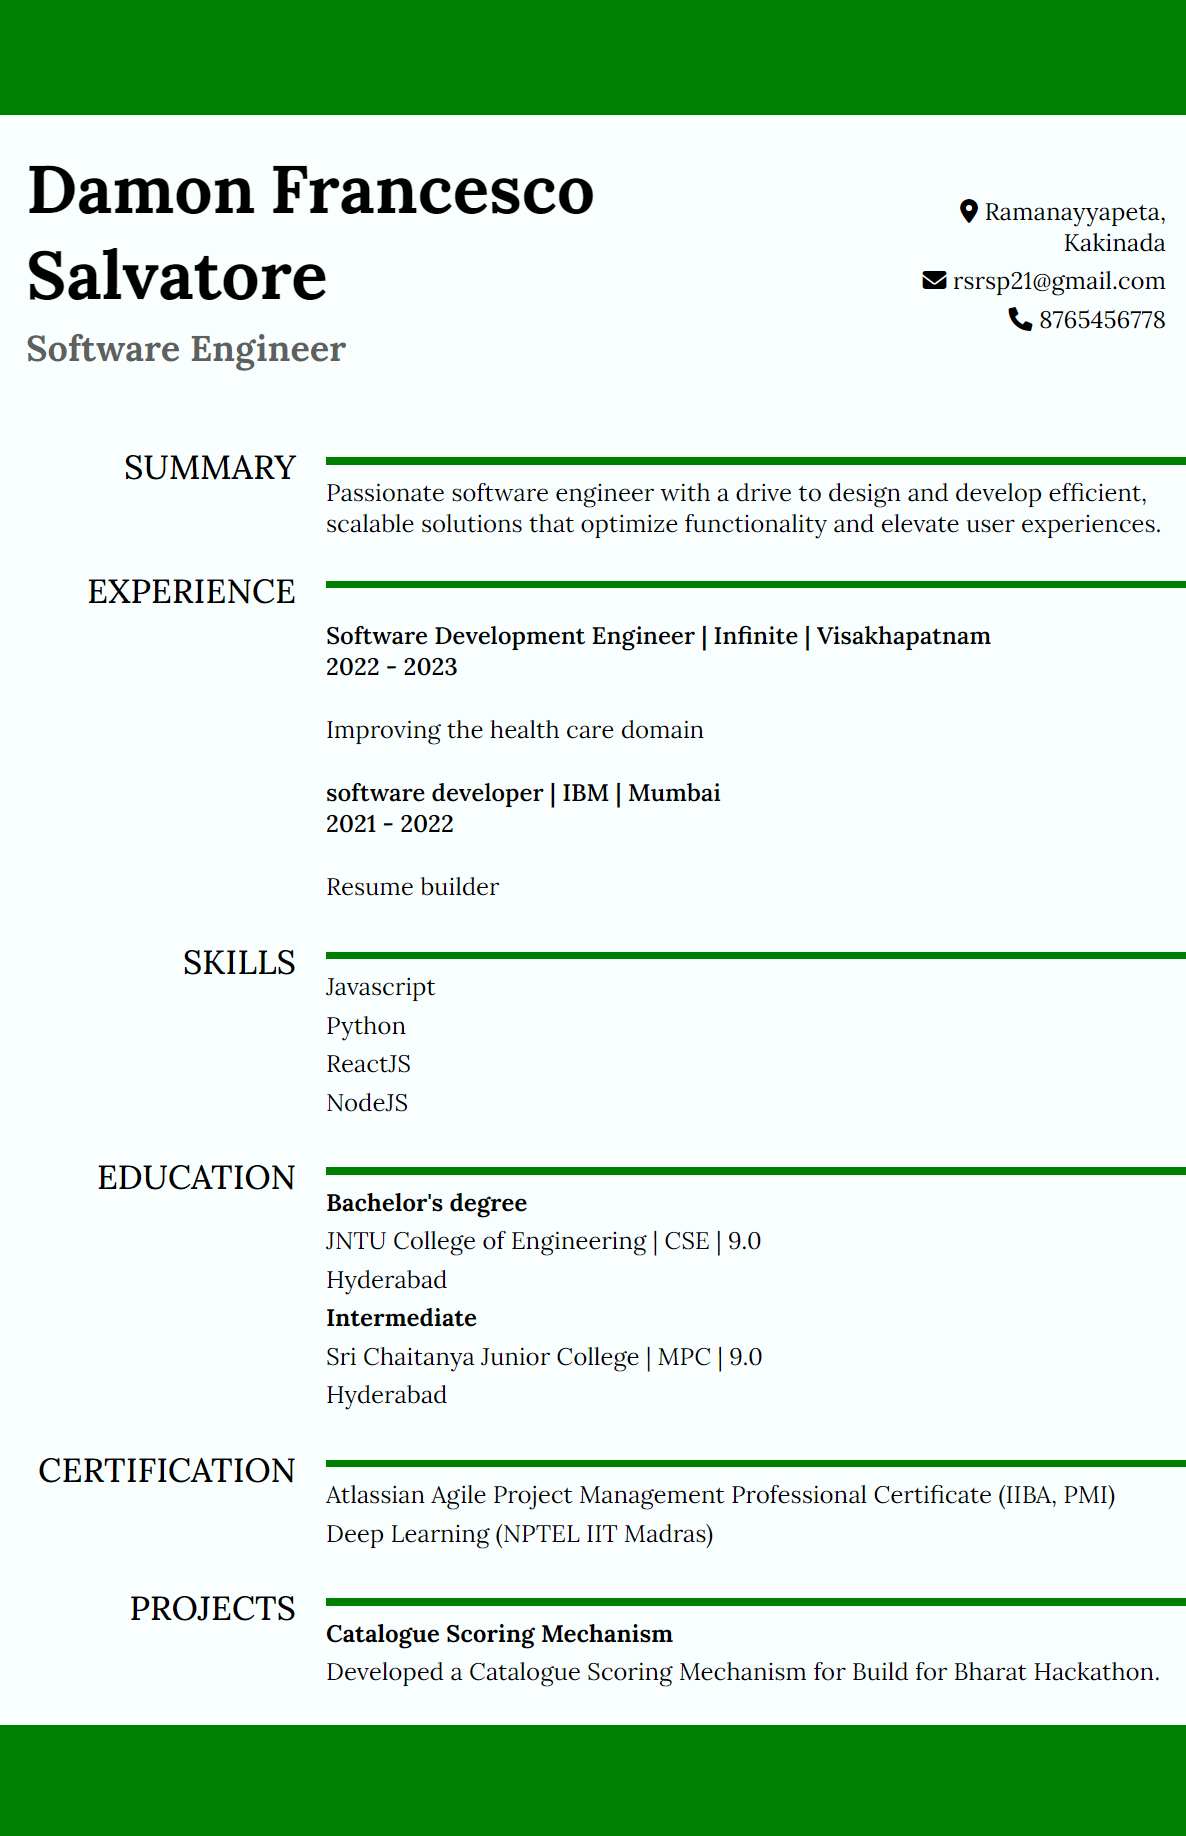 Damon Francesco
Salvatore
Software Engineer
Ramanayyapeta,
Kakinada
rsrsp21@gmail.com
8765456778
SUMMARY
Passionate software engineer with a drive to design and develop efficient,
scalable solutions that optimize functionality and elevate user experiences.
EXPERIENCE
Software Development Engineer | Infinite | Visakhapatnam
2022 - 2023
Improving the health care domain
software developer | IBM | Mumbai
2021 - 2022
Resume builder
SKILLS
Javascript
Python
ReactJS
NodeJS
EDUCATION
Bachelor's degree
JNTU College of Engineering | CSE | 9.0
Hyderabad
Intermediate
Sri Chaitanya Junior College | MPC | 9.0
Hyderabad
CERTIFICATION
Atlassian Agile Project Management Professional Certificate (IIBA, PMI)
Deep Learning (NPTEL IIT Madras)
PROJECTS
Catalogue Scoring Mechanism
Developed a Catalogue Scoring Mechanism for Build for Bharat Hackathon.